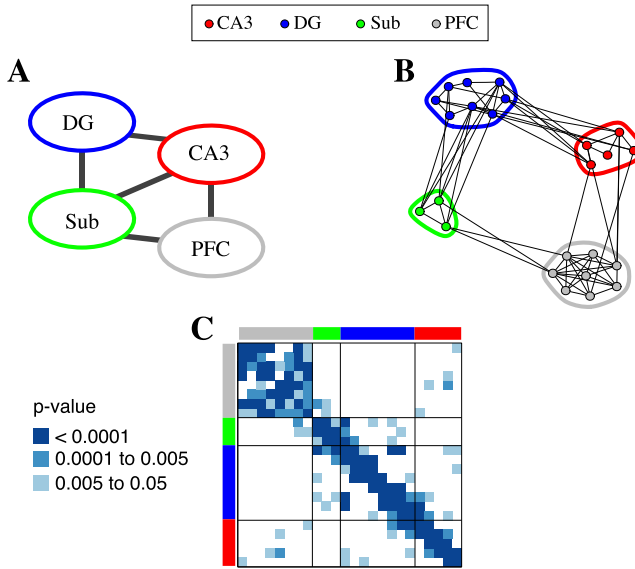 CA3 DG Sub PFC
A
B
DG
CA3
Sub
PFC
C
p-value
< 0.0001
0.0001 to 0.005
0.005 to 0.05